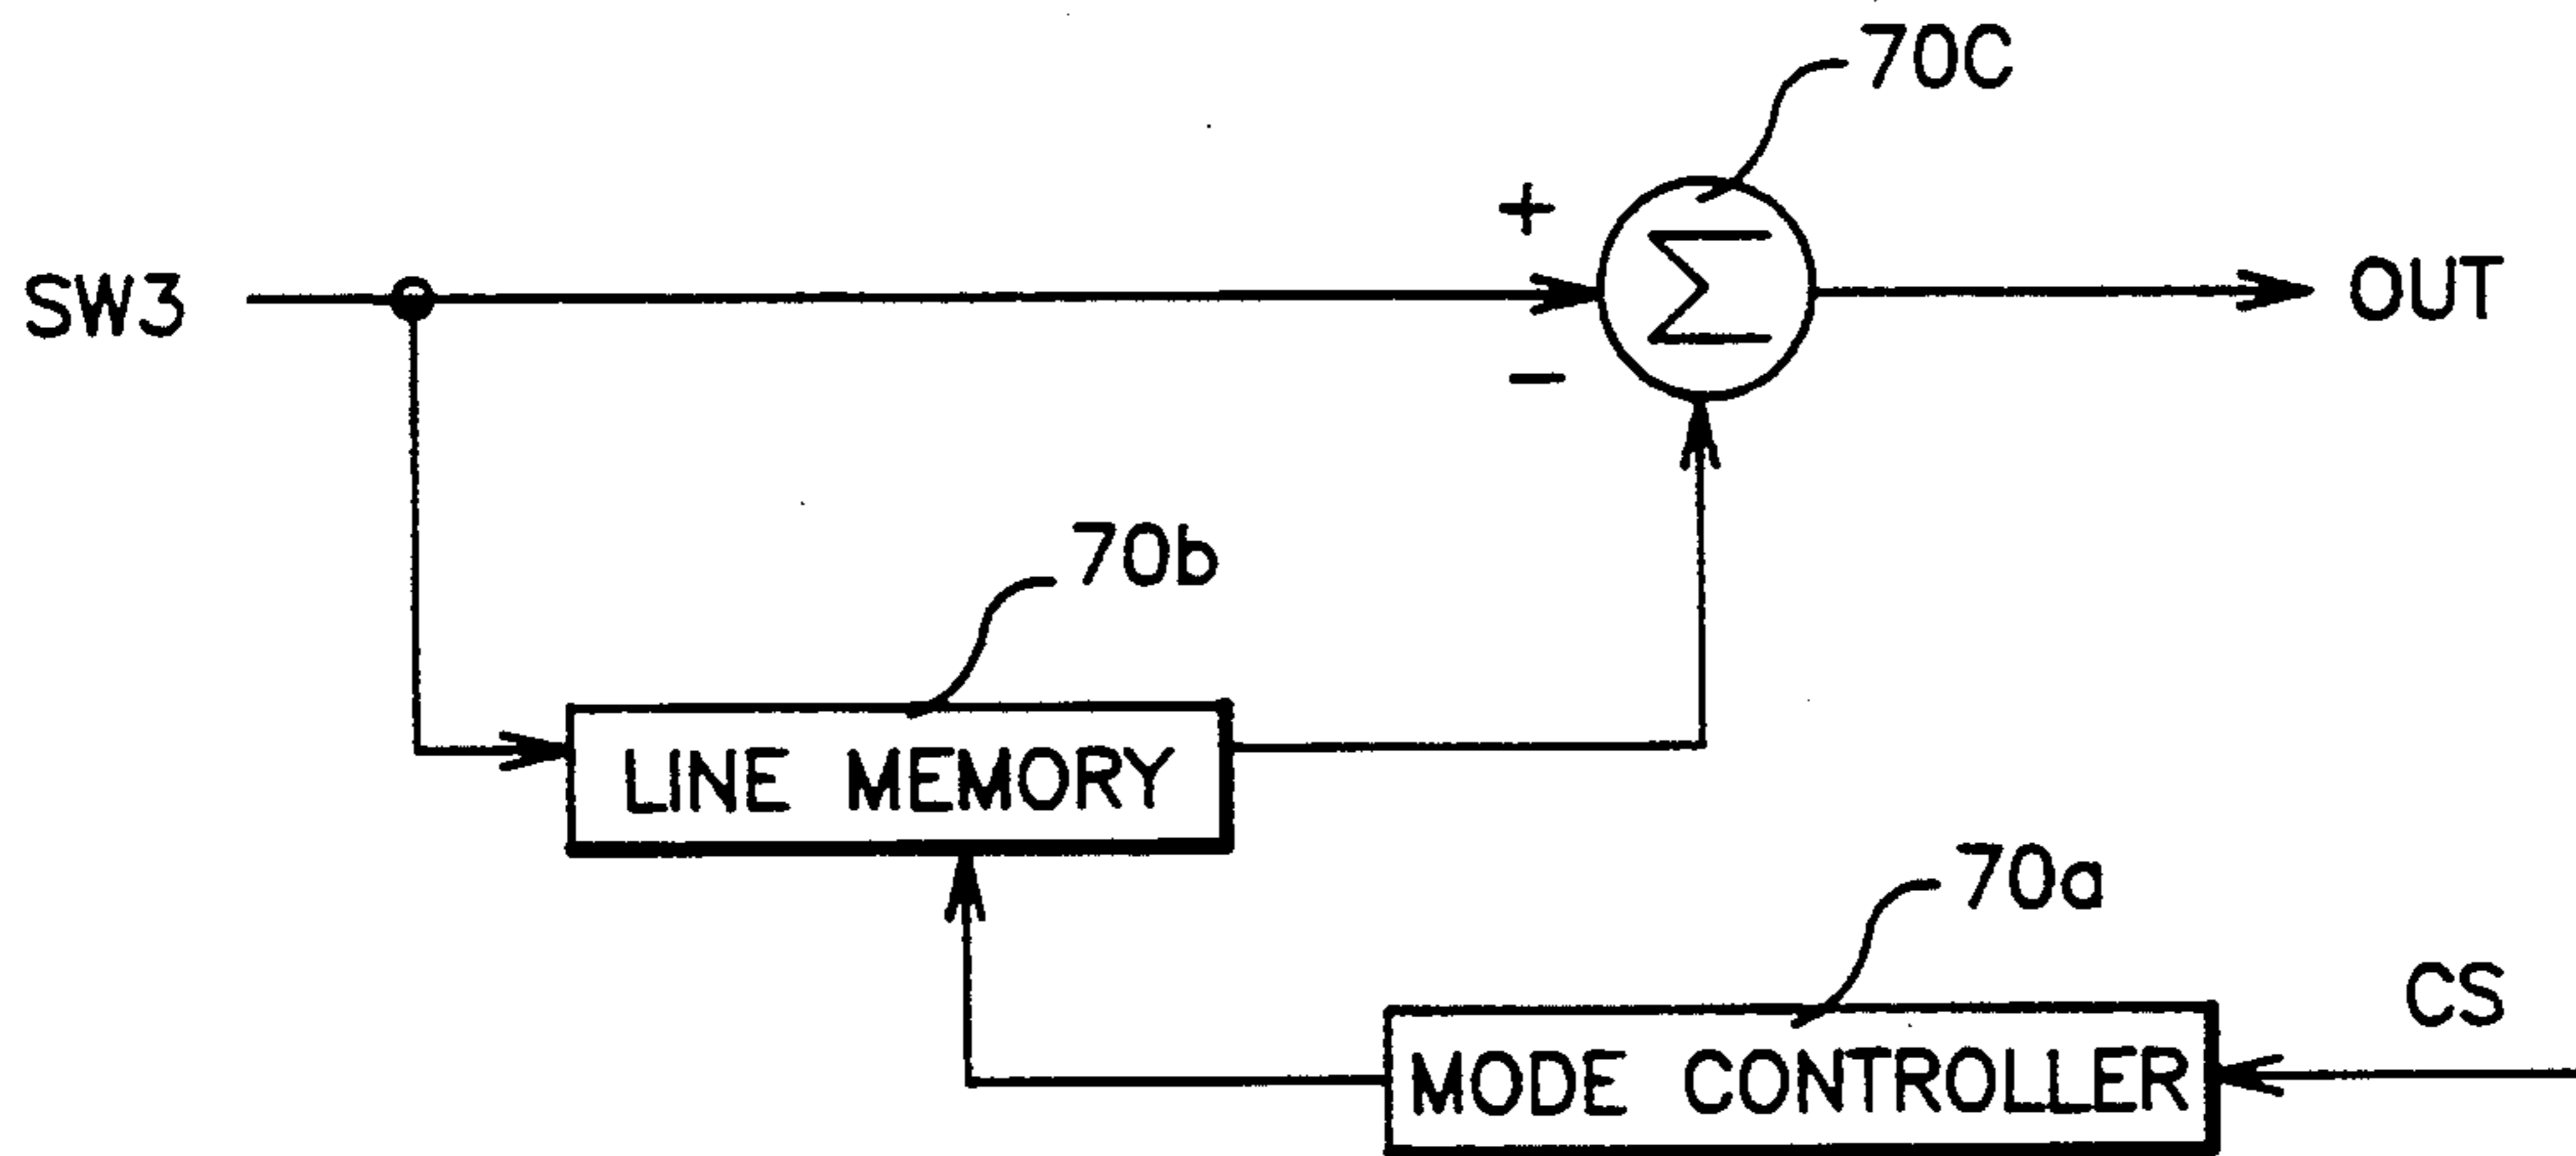 70C
+
SW3
Σ
OUT
−
70b
LINE MEMORY
70a
CS
MODE CONTROLLER